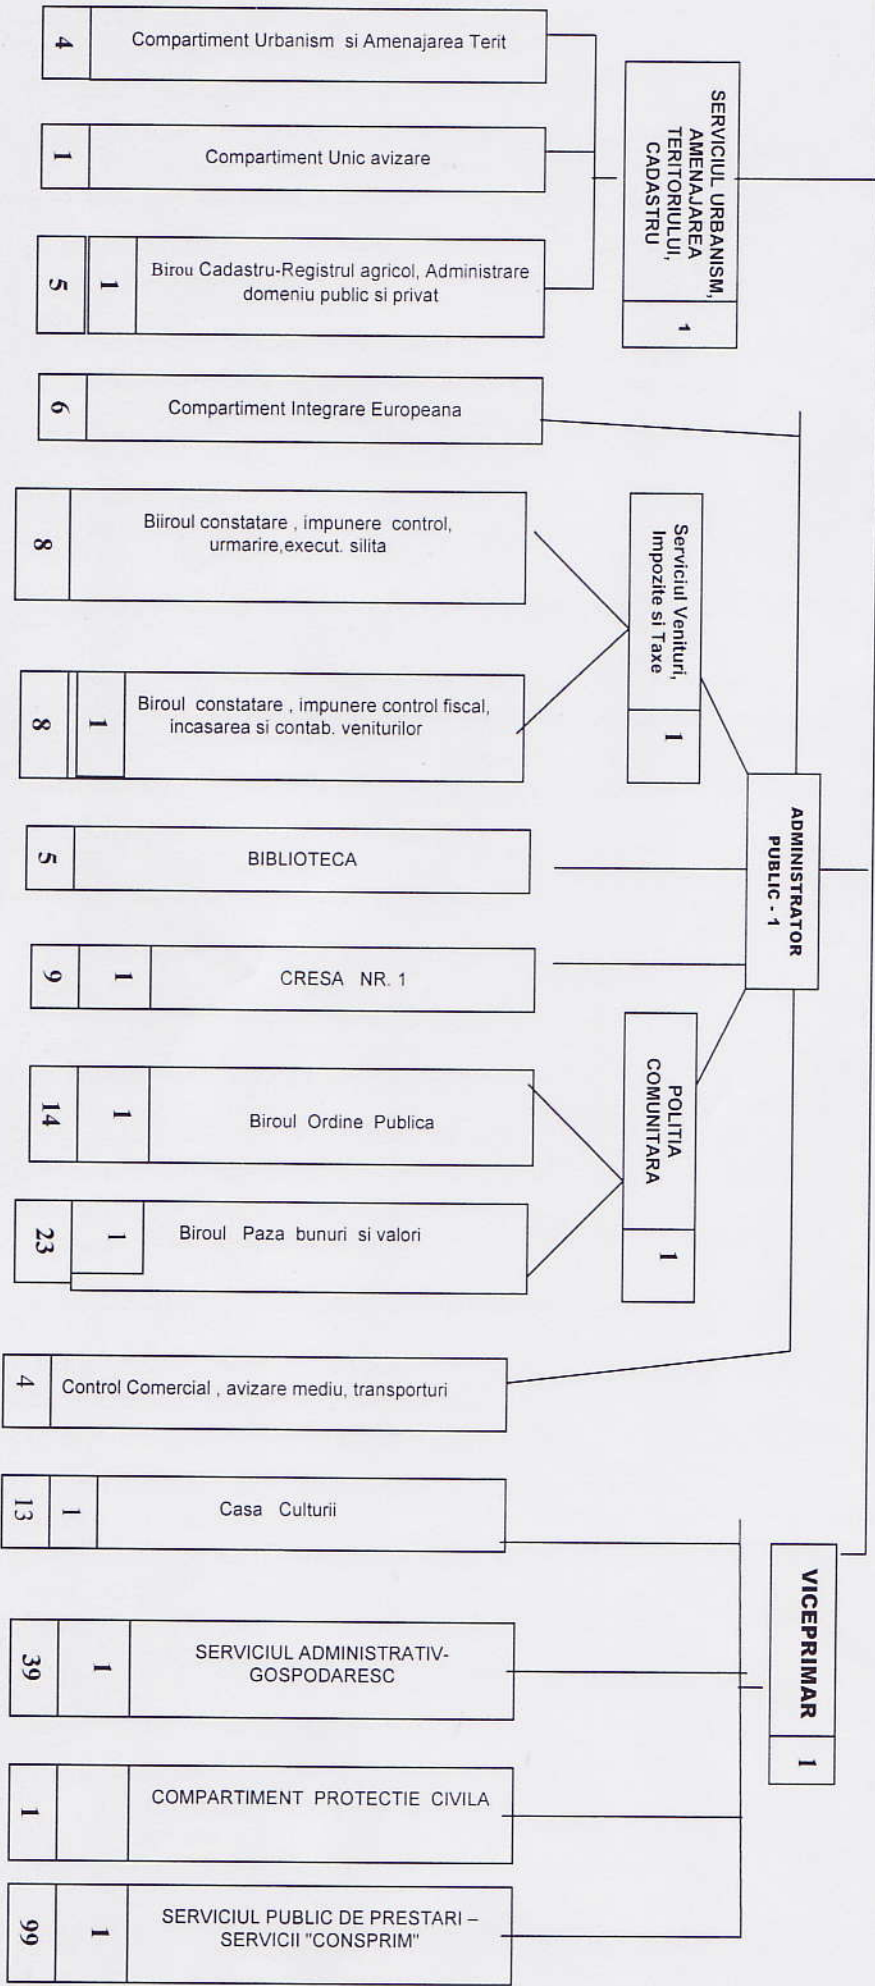 4
Compartiment Urbanism si Amenajarea Terit
1
Compartiment Unic avizare
5
1
Birou Cadastru-Registrul agricol, Administrare
domeniu public si privat
SERVICIUL URBANISM,
AMENAJAREA
TERITORIULUI,
CADASTRU
1
6
Compartiment Integrare Europeana
8
Biiroul constatare , impunere control,
urmarire,execut. silita
8
1
Biroul constatare , impunere control fiscal,
incasarea si contab. veniturilor
Serviciul Venituri,
Impozite si Taxe
1
5
BIBLIOTECA
ADMINISTRATOR
PUBLIC - 1
9
1
CRESA NR. 1
14
1
Biroul Ordine Publica
23
1
Biroul Paza bunuri si valori
POLITIA
COMUNITARA
1
4
Control Comercial , avizare mediu, transporturi
13
1
Casa Culturii
VICEPRIMAR
1
39
1
SERVICIUL ADMINISTRATIV-
GOSPODARESC
1
COMPARTIMENT PROTECTIE CIVILA
99
1
SERVICIUL PUBLIC DE PRESTARI –
SERVICII "CONSPRIM"